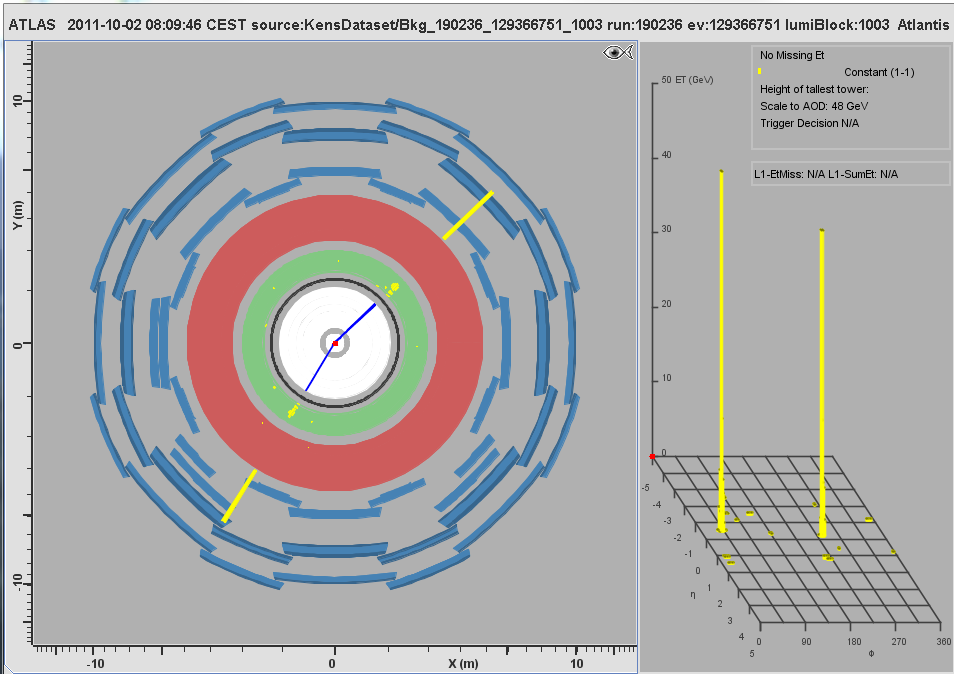 ATLAS 2011-10-02 08:09:46 CEST source:KensDataset/Bkg_190236_129366751_1003 run:190236 ev:129366751 lumiBlock:1003 Atlantis
No Missing Et
Constant (1-1)
Height of tallest tower:
Scale to AOD: 48 GeV
Trigger Decision N/A
L1-EtMiss: N/A L1-SumEt: N/A
10
Y (m)
0
-10
-10
0
X (m)
10
50 ET (GeV)
40
30
20
10
0
-5
-4
-3
-2
-1
0
η
1
2
3
4
5
0
90
180
270
360
Φ